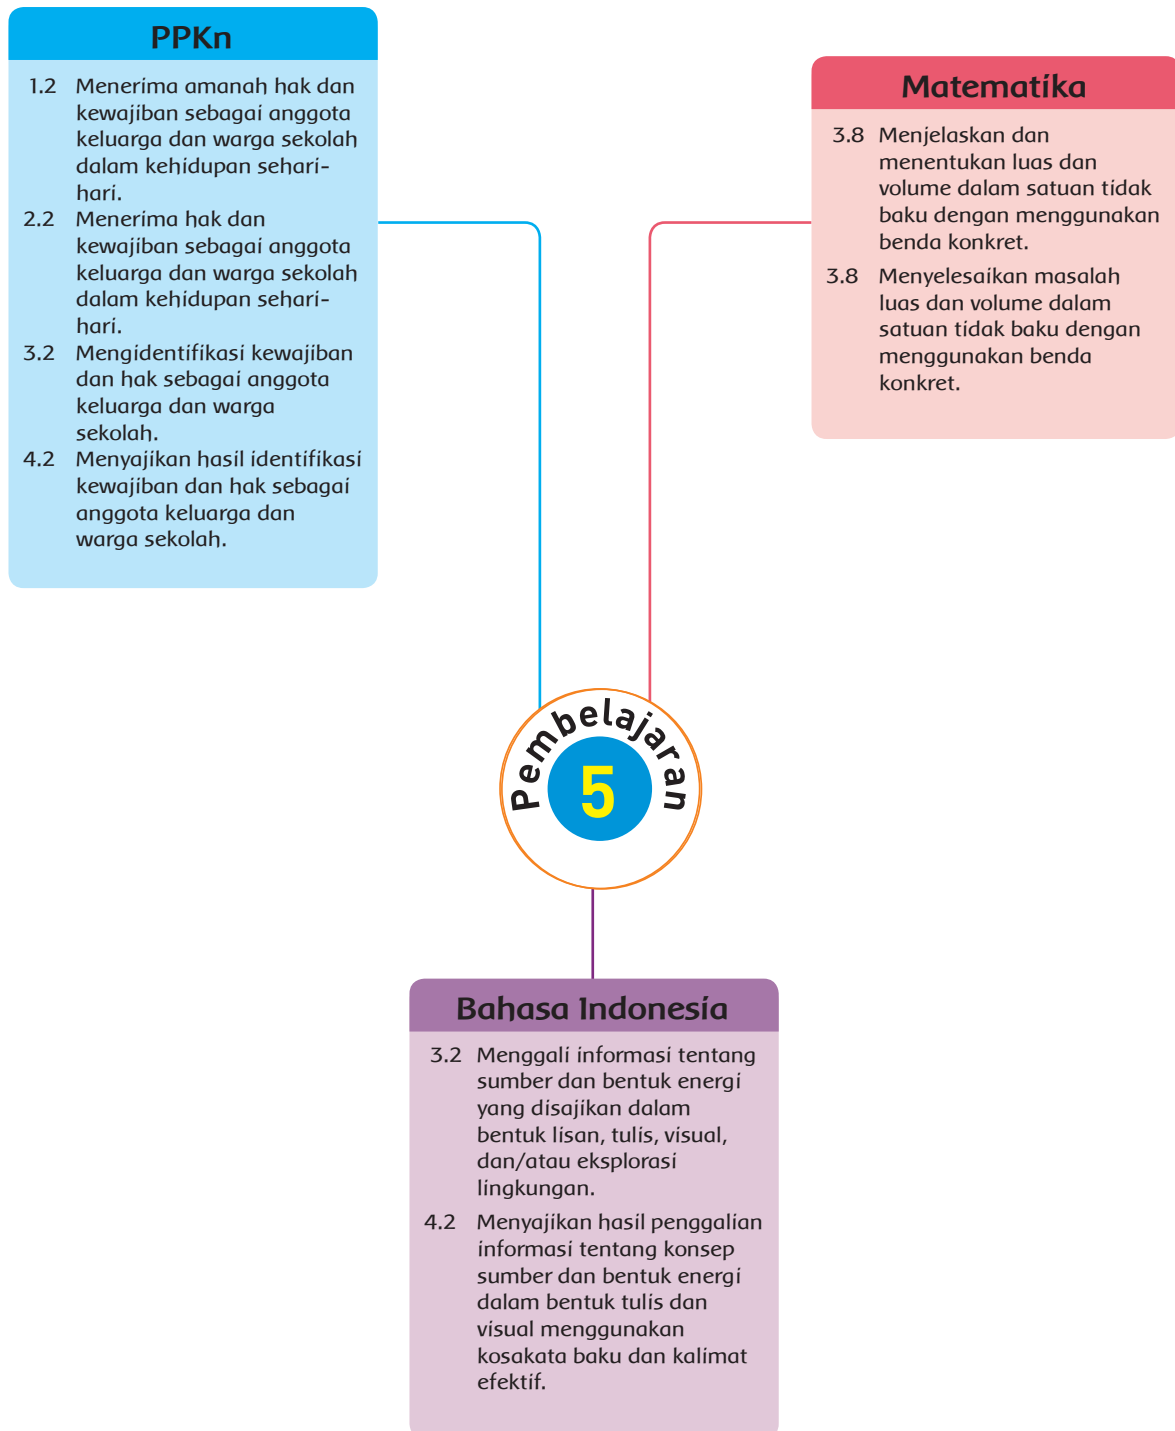 PPKn
1.2 Menerima amanah hak dan
kewajiban sebagai anggota
keluarga dan warga sekolah
dalam kehidupan sehari-
hari.
2.2 Menerima hak dan
kewajiban sebagai anggota
keluarga dan warga sekolah
dalam kehidupan sehari-
hari.
3.2 Mengidentifikasi kewajiban
dan hak sebagai anggota
keluarga dan warga
sekolah.
4.2 Menyajikan hasil identifikasi
kewajiban dan hak sebagai
anggota keluarga dan
warga sekolah.
Matematika
3.8 Menjelaskan dan
menentukan luas dan
volume dalam satuan tidak
baku dengan menggunakan
benda konkret.
3.8 Menyelesaikan masalah
luas dan volume dalam
satuan tidak baku dengan
menggunakan benda
konkret.
Pembelajaran
5
Bahasa Indonesia
3.2 Menggali informasi tentang
sumber dan bentuk energi
yang disajikan dalam
bentuk lisan, tulis, visual,
dan/atau eksplorasi
lingkungan.
4.2 Menyajikan hasil penggalian
informasi tentang konsep
sumber dan bentuk energi
dalam bentuk tulis dan
visual menggunakan
kosakata baku dan kalimat
efektif.